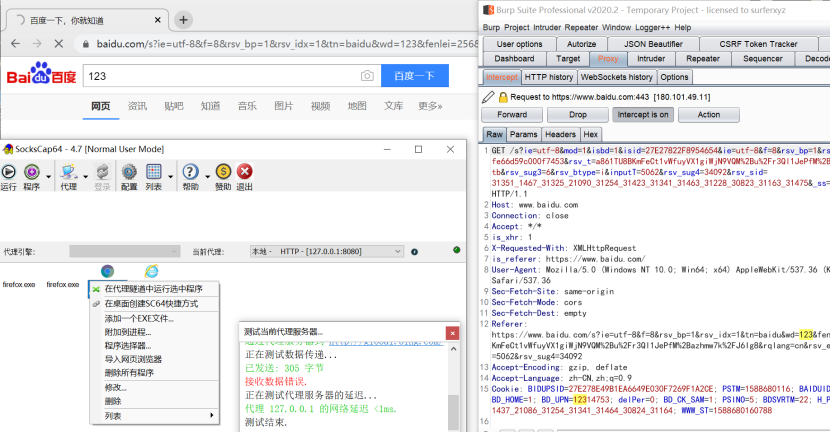 百度一下，你就知道
baidu.com/s?ie=utf-8&f=8&rsv_bp=1&rsv_idx=1&tn=baidu&wd=123&fenlei=256&
Bai du 百度
123
百度一下
网页 资讯 贴吧 知道 音乐 图片 视频 地图 文库 更多»
SocksCap64 - 4.7 [Normal User Mode]
运行 程序 代理 登录 配置 列表 帮助 赞助 退出
代理引擎:
当前代理:
本地 - HTTP - [127.0.0.1:8080]
firefox.exe firefox.exe
在代理隧道中运行选中程序
在桌面创建SC64快捷方式
添加一个EXE文件...
附加到进程...
程序选择器...
导入网页浏览器
删除所有程序
修改...
删除
列表
测试当前代理服务器...
正在测试数据传递...
已发送: 305 字节
接收数据错误.
正在测试代理服务器的延迟...
代理 127.0.0.1 的网络延迟 <1ms.
测试结束.
Burp Suite Professional v2020.2 - Temporary Project - licensed to surferxyz
Burp Project Intruder Repeater Window Logger++ Help
User options Autorize JSON Beautifier CSRF Token Tracker
Dashboard Target Proxy Intruder Repeater Sequencer Decod
Intercept HTTP history WebSockets history Options
Request to https://www.baidu.com:443 [180.101.49.11]
Forward Drop Intercept is on Action
Raw Params Headers Hex
1 GET /s?ie=utf-8&mod=1&isbd=1&isid=27E27822F8954654&ie=utf-8&f=8&rsv_bp=1&rs
fe66d59c000f7453&rsv_t=a861TU8BKmFeCt1vWfuyVX1giWjN9VQM%2Bu%2Fr3Ql1JePfM%2B
tb&rsv_sug3=6&rsv_btype=i&inputT=5062&rsv_sug4=34092&rsv_sid=
31351_1467_31325_21090_31254_31423_31341_31463_31228_30823_31163_31475&_ss=
HTTP/1.1
2 Host: www.baidu.com
3 Connection: close
4 Accept: */*
5 is_xhr: 1
6 X-Requested-With: XMLHttpRequest
7 is_referer: https://www.baidu.com/
8 User-Agent: Mozilla/5.0 (Windows NT 10.0; Win64; x64) AppleWebKit/537.36 (K
Safari/537.36
9 Sec-Fetch-Site: same-origin
10 Sec-Fetch-Mode: cors
11 Sec-Fetch-Dest: empty
12 Referer:
https://www.baidu.com/s?ie=utf-8&f=8&rsv_bp=1&rsv_idx=1&tn=baidu&wd=123&fen
KmFeCt1vWfuyVX1giWjN9VQM%2Bu%2Fr3Ql1JePfM%2Bazhmw7k%2FJ6lg8&rqlang=cn&rsv_e
=5062&rsv_sug4=34092
13 Accept-Encoding: gzip, deflate
14 Accept-Language: zh-CN,zh;q=0.9
15 Cookie: BIDUPSID=27E278E49B1EA6649E030F7269F1A2CE; PSTM=1588680116; BAIDUID
BD_HOME=1; BD_UPN=12314753; delPer=0; BD_CK_SAM=1; PSINO=5; BDSVRTM=22; H_P
1437_21086_31254_31341_31464_30824_31164; WWW_ST=1588680160788
16